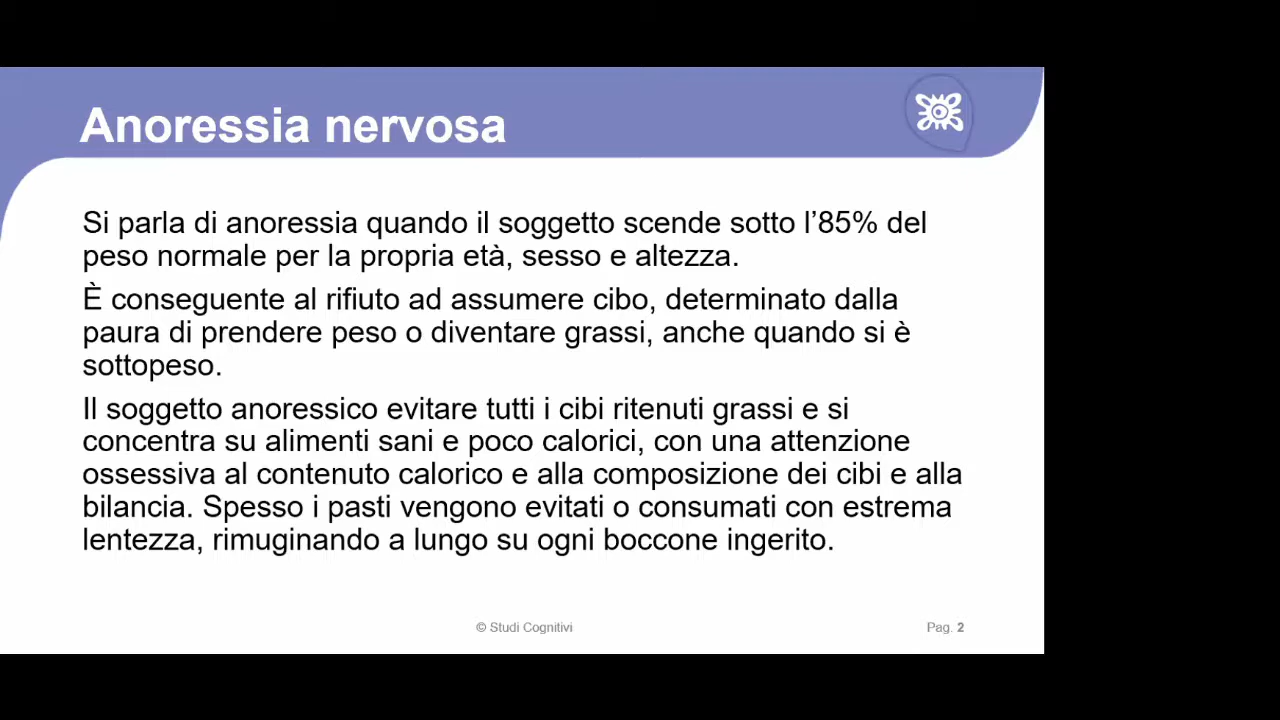 Anoressia nervosa
Si parla di anoressia quando il soggetto scende sotto l’85% del
peso normale per la propria età, sesso e altezza.
È conseguente al rifiuto ad assumere cibo, determinato dalla
paura di prendere peso o diventare grassi, anche quando si è
sottopeso.
Il soggetto anoressico evitare tutti i cibi ritenuti grassi e si
concentra su alimenti sani e poco calorici, con una attenzione
ossessiva al contenuto calorico e alla composizione dei cibi e alla
bilancia. Spesso i pasti vengono evitati o consumati con estrema
lentezza, rimuginando a lungo su ogni boccone ingerito.
© Studi Cognitivi
Pag. 2